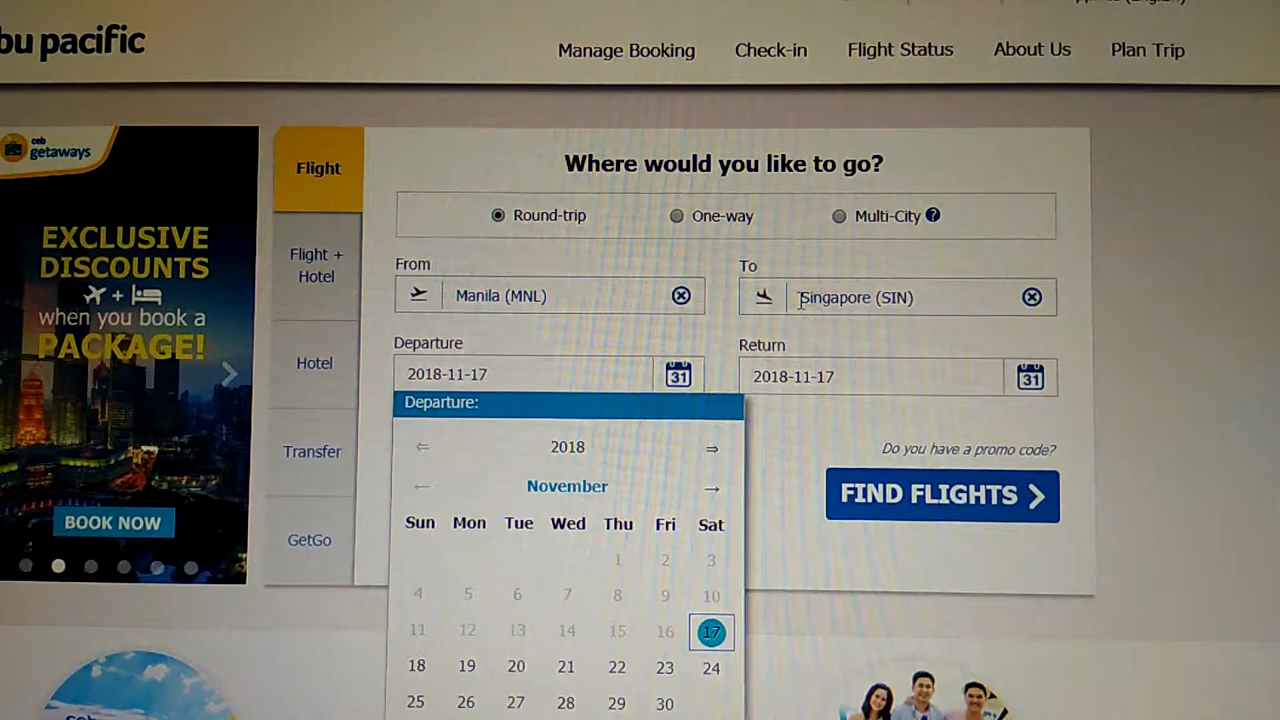 bu pacific
Manage Booking Check-in Flight Status About Us Plan Trip
ceb
getaways
EXCLUSIVE
DISCOUNTS
+
when you book a
PACKAGE!
BOOK NOW
Flight
Flight +
Hotel
Hotel
Transfer
GetGo
Where would you like to go?
Round-trip One-way Multi-City ?
From To
Manila (MNL) Singapore (SIN)
Departure Return
2018-11-17 31 2018-11-17 31
Departure:
⇐ 2018 ⇒
← November →
Sun Mon Tue Wed Thu Fri Sat
1 2 3
4 5 6 7 8 9 10
11 12 13 14 15 16 17
18 19 20 21 22 23 24
25 26 27 28 29 30
Do you have a promo code?
FIND FLIGHTS